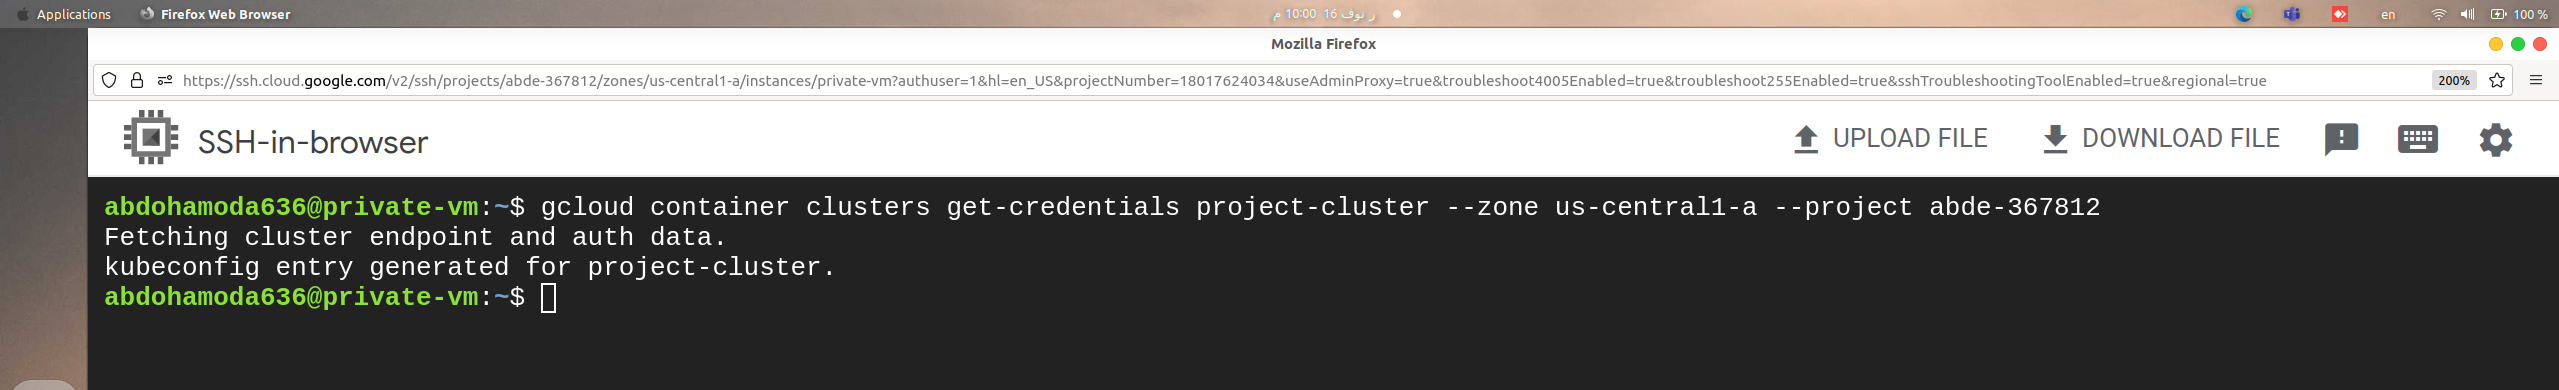 Applications Firefox Web Browser ر نوف 16 10:00 م en 100 %
Mozilla Firefox
https://ssh.cloud.google.com/v2/ssh/projects/abde-367812/zones/us-central1-a/instances/private-vm?authuser=1&hl=en_US&projectNumber=18017624034&useAdminProxy=true&troubleshoot4005Enabled=true&troubleshoot255Enabled=true&sshTroubleshootingToolEnabled=true&regional=true 200%
SSH-in-browser UPLOAD FILE DOWNLOAD FILE
abdohamoda636@private-vm:~$ gcloud container clusters get-credentials project-cluster --zone us-central1-a --project abde-367812
Fetching cluster endpoint and auth data.
kubeconfig entry generated for project-cluster.
abdohamoda636@private-vm:~$